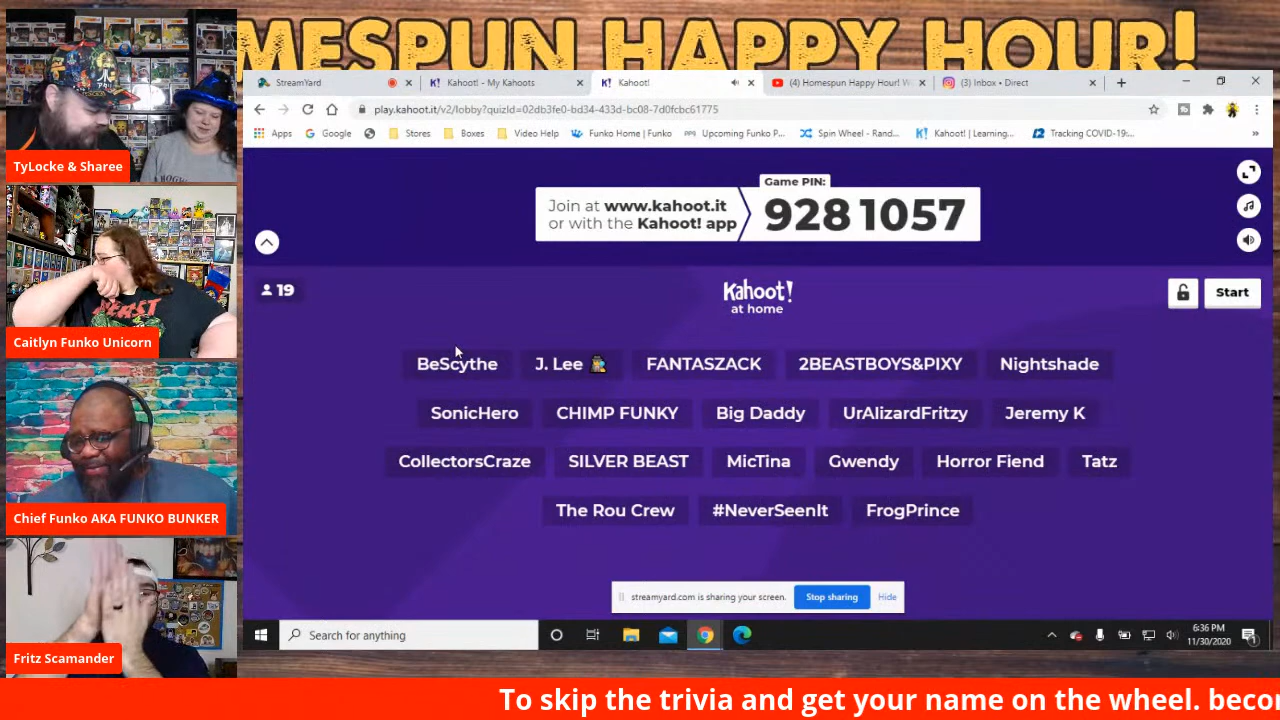 MESPUN HAPPY HOUR!
StreamYard
Kahoot! - My Kahoots
Kahoot!
(4) Homespun Happy Hour! W
(3) Inbox • Direct
play.kahoot.it/v2/lobby?quizId=02db3fe0-bd34-433d-bc08-7d0fcbc61775
Apps Google Stores Boxes Video Help Funko Home | Funko Upcoming Funko P... Spin Wheel - Rand... Kahoot! | Learning... Tracking COVID-19:...
TyLocke & Sharee
Join at www.kahoot.it
or with the Kahoot! app
Game PIN:
928 1057
19
Kahoot!
at home
Start
Caitlyn Funko Unicorn
BeScythe J. Lee FANTASZACK 2BEASTBOYS&PIXY Nightshade
SonicHero CHIMP FUNKY Big Daddy UrAlizardFritzy Jeremy K
CollectorsCraze SILVER BEAST MicTina Gwendy Horror Fiend Tatz
The Rou Crew #NeverSeenIt FrogPrince
Chief Funko AKA FUNKO BUNKER
streamyard.com is sharing your screen. Stop sharing Hide
Search for anything
6:36 PM
11/30/2020
Fritz Scamander
To skip the trivia and get your name on the wheel. beco